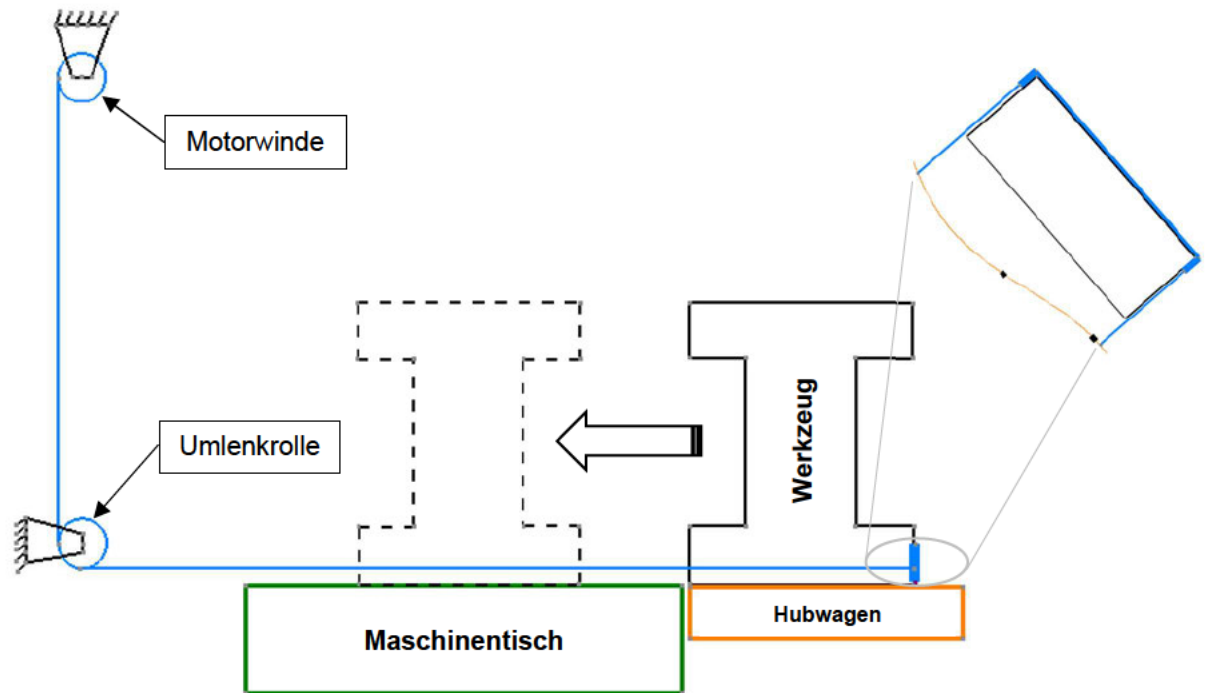 Motorwinde
Umlenkrolle
Werkzeug
Maschinentisch
Hubwagen